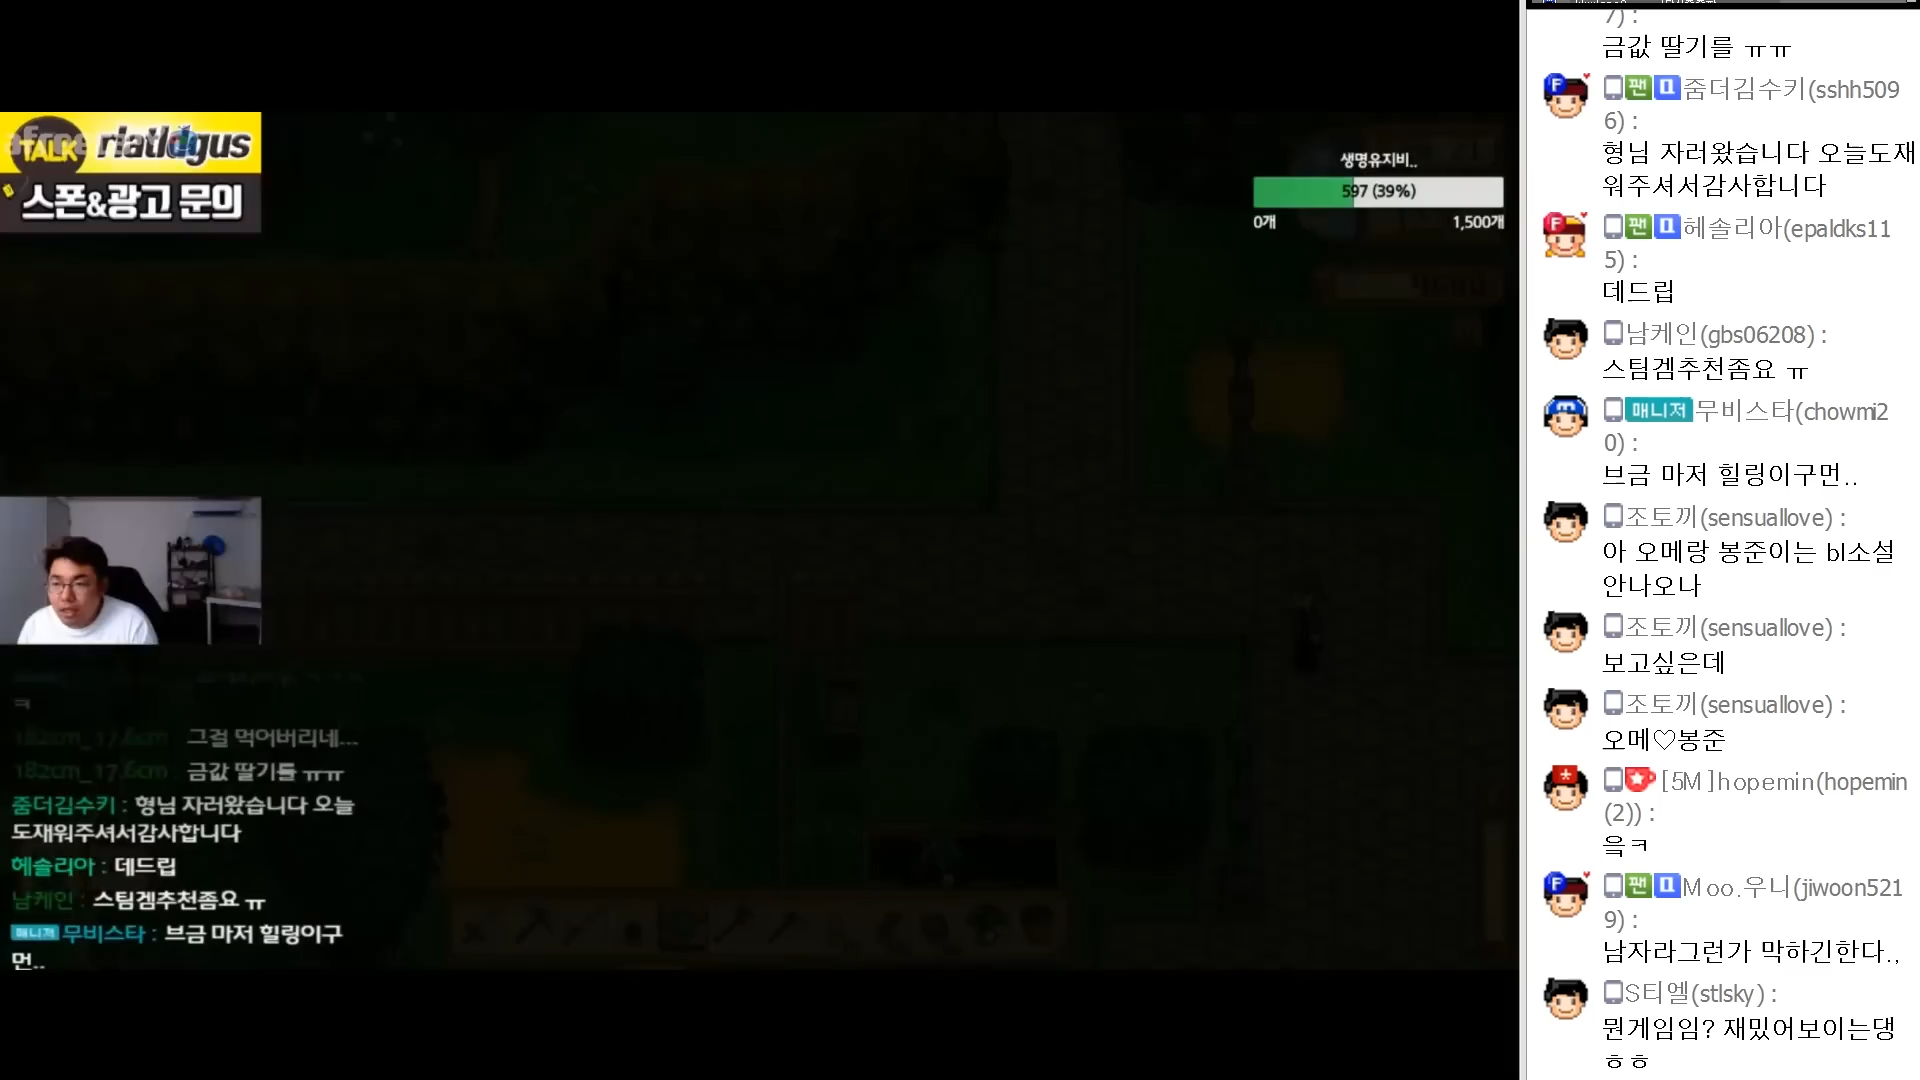 TALK riatldgus
스폰&광고 문의
생명유지비..
597 (39%)
0개 1,500개
ㅋ
182cm_17.6cm 그걸 먹어버리네...
182cm_17.6cm 금값 딸기를 ㅠㅠ
줌더김수키 : 형님 자러왔습니다 오늘
도재워주셔서감사합니다
헤솔리아 : 데드립
남케인 : 스팀겜추천좀요 ㅠ
매니저 무비스타 : 브금 마저 힐링이구
먼..
7) :
금값 딸기를 ㅠㅠ
팬 줌더김수키(sshh509
6) :
형님 자러왔습니다 오늘도재
워주셔서감사합니다
팬 헤솔리아(epaldks11
5) :
데드립
남케인(gbs06208) :
스팀겜추천좀요 ㅠ
매니저 무비스타(chowmi2
0) :
브금 마저 힐링이구먼..
조토끼(sensuallove) :
아 오메랑 봉준이는 bl소설
안나오나
조토끼(sensuallove) :
보고싶은데
조토끼(sensuallove) :
오메♡봉준
[5M]hopemin(hopemin
(2)) :
읔ㅋ
팬 Moo.우니(jiwoon521
9) :
남자라그런가 막하긴한다.,
S티엘(stlsky) :
뭔게임임? 재밌어보이는댕
ㅎㅎ